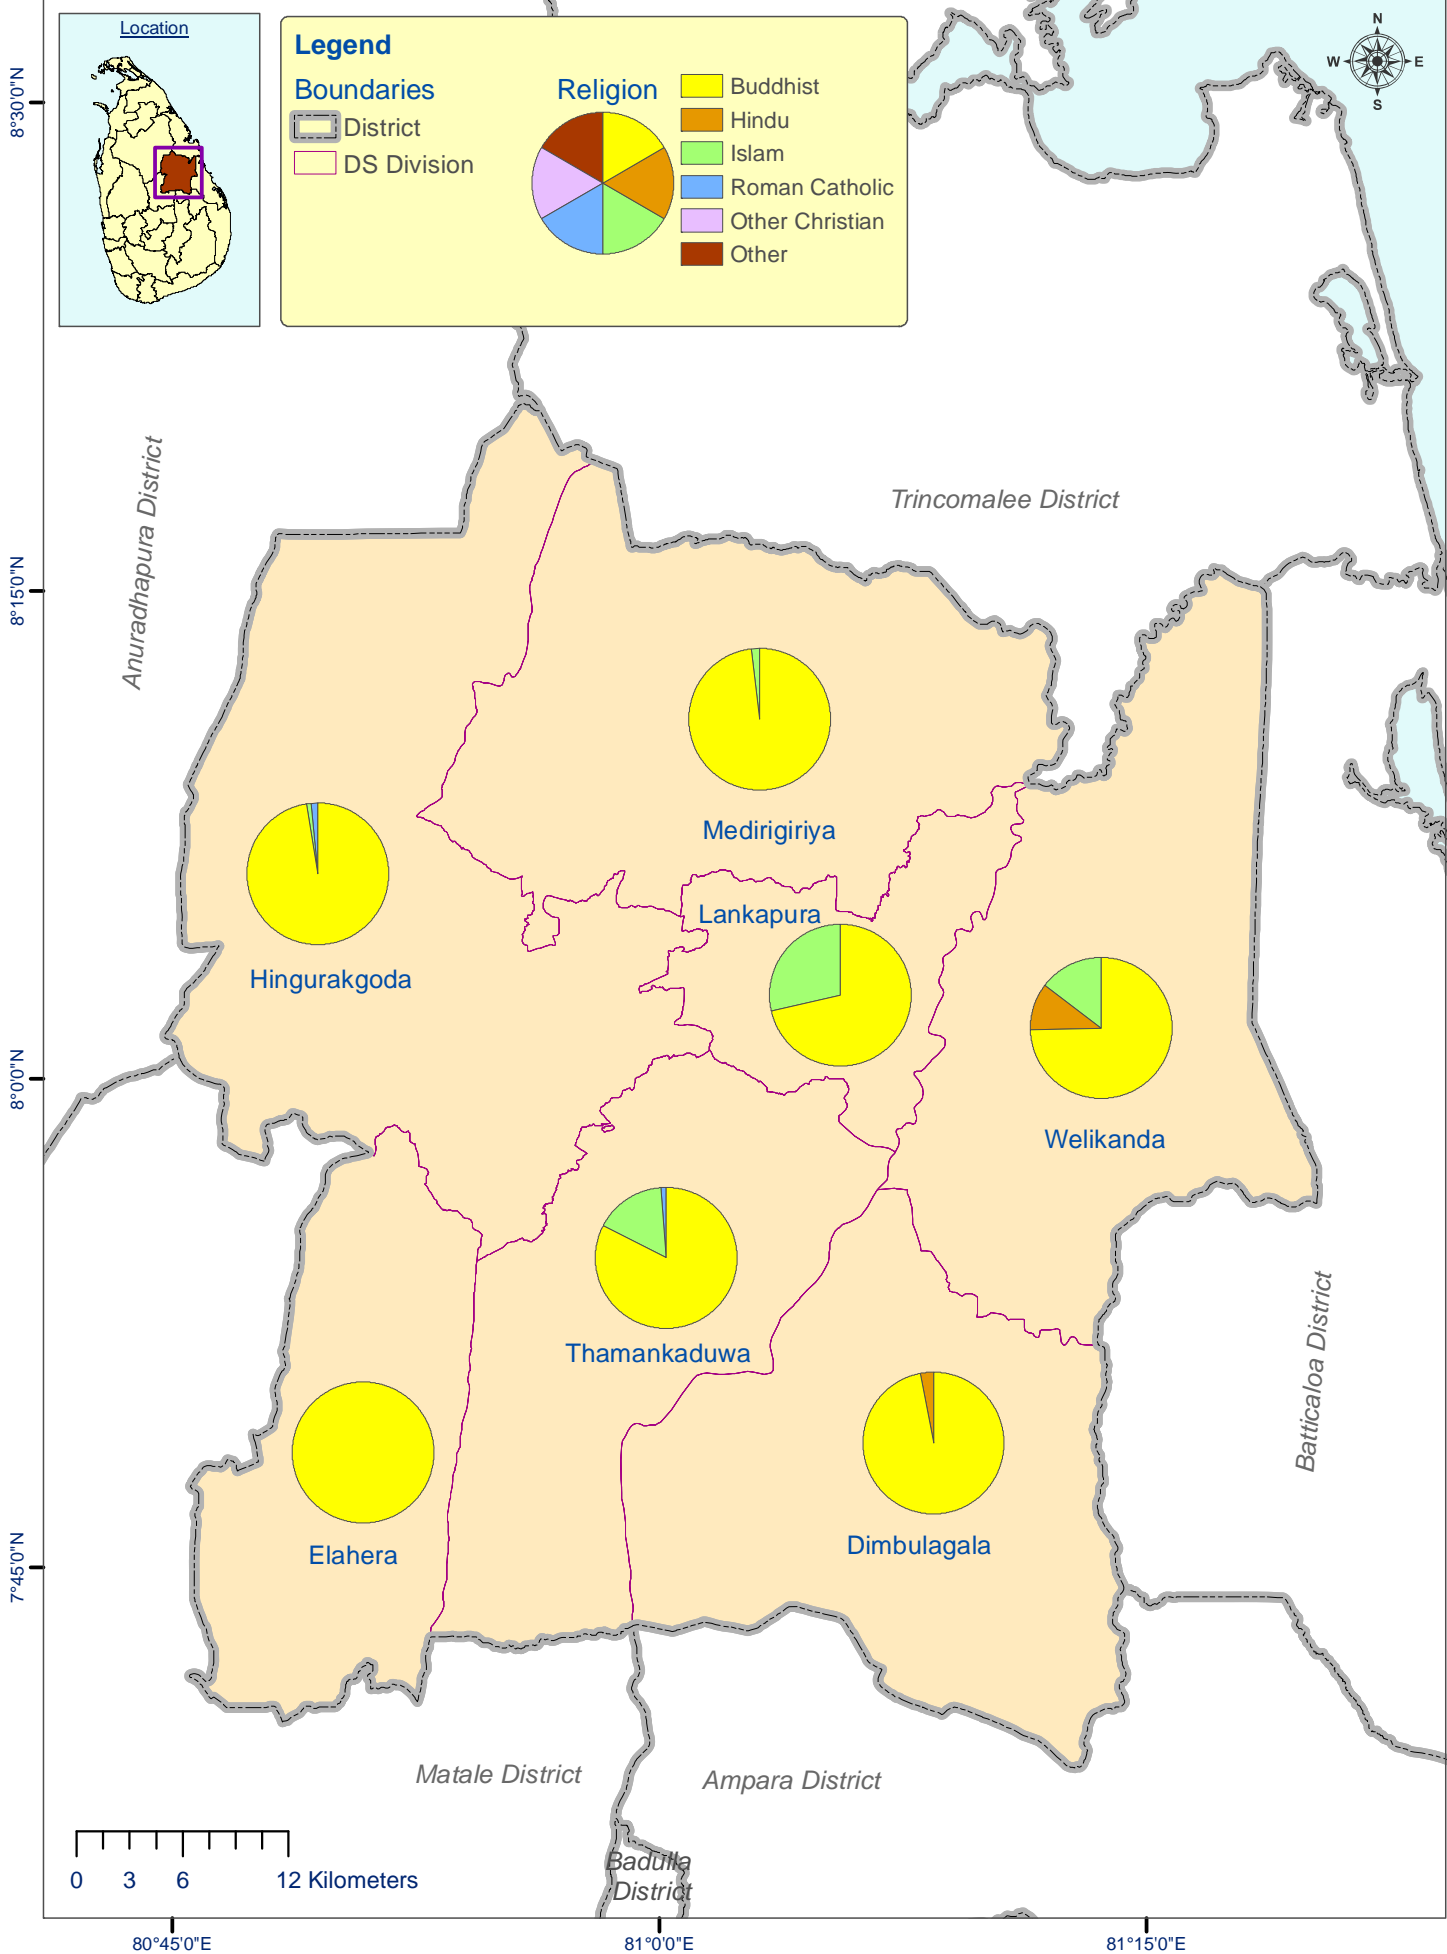 Location
Legend
Boundaries
District
DS Division
Religion
Buddhist
Hindu
Islam
Roman Catholic
Other Christian
Other
N
W
E
S
8°30'0"N
8°15'0"N
8°0'0"N
7°45'0"N
Anuradhapura District
Trincomalee District
Medirigiriya
Lankapura
Hingurakgoda
Welikanda
Thamankaduwa
Batticaloa District
Elahera
Dimbulagala
Matale District
Ampara District
Badulla
District
0 3 6 12 Kilometers
80°45'0"E
81°0'0"E
81°15'0"E